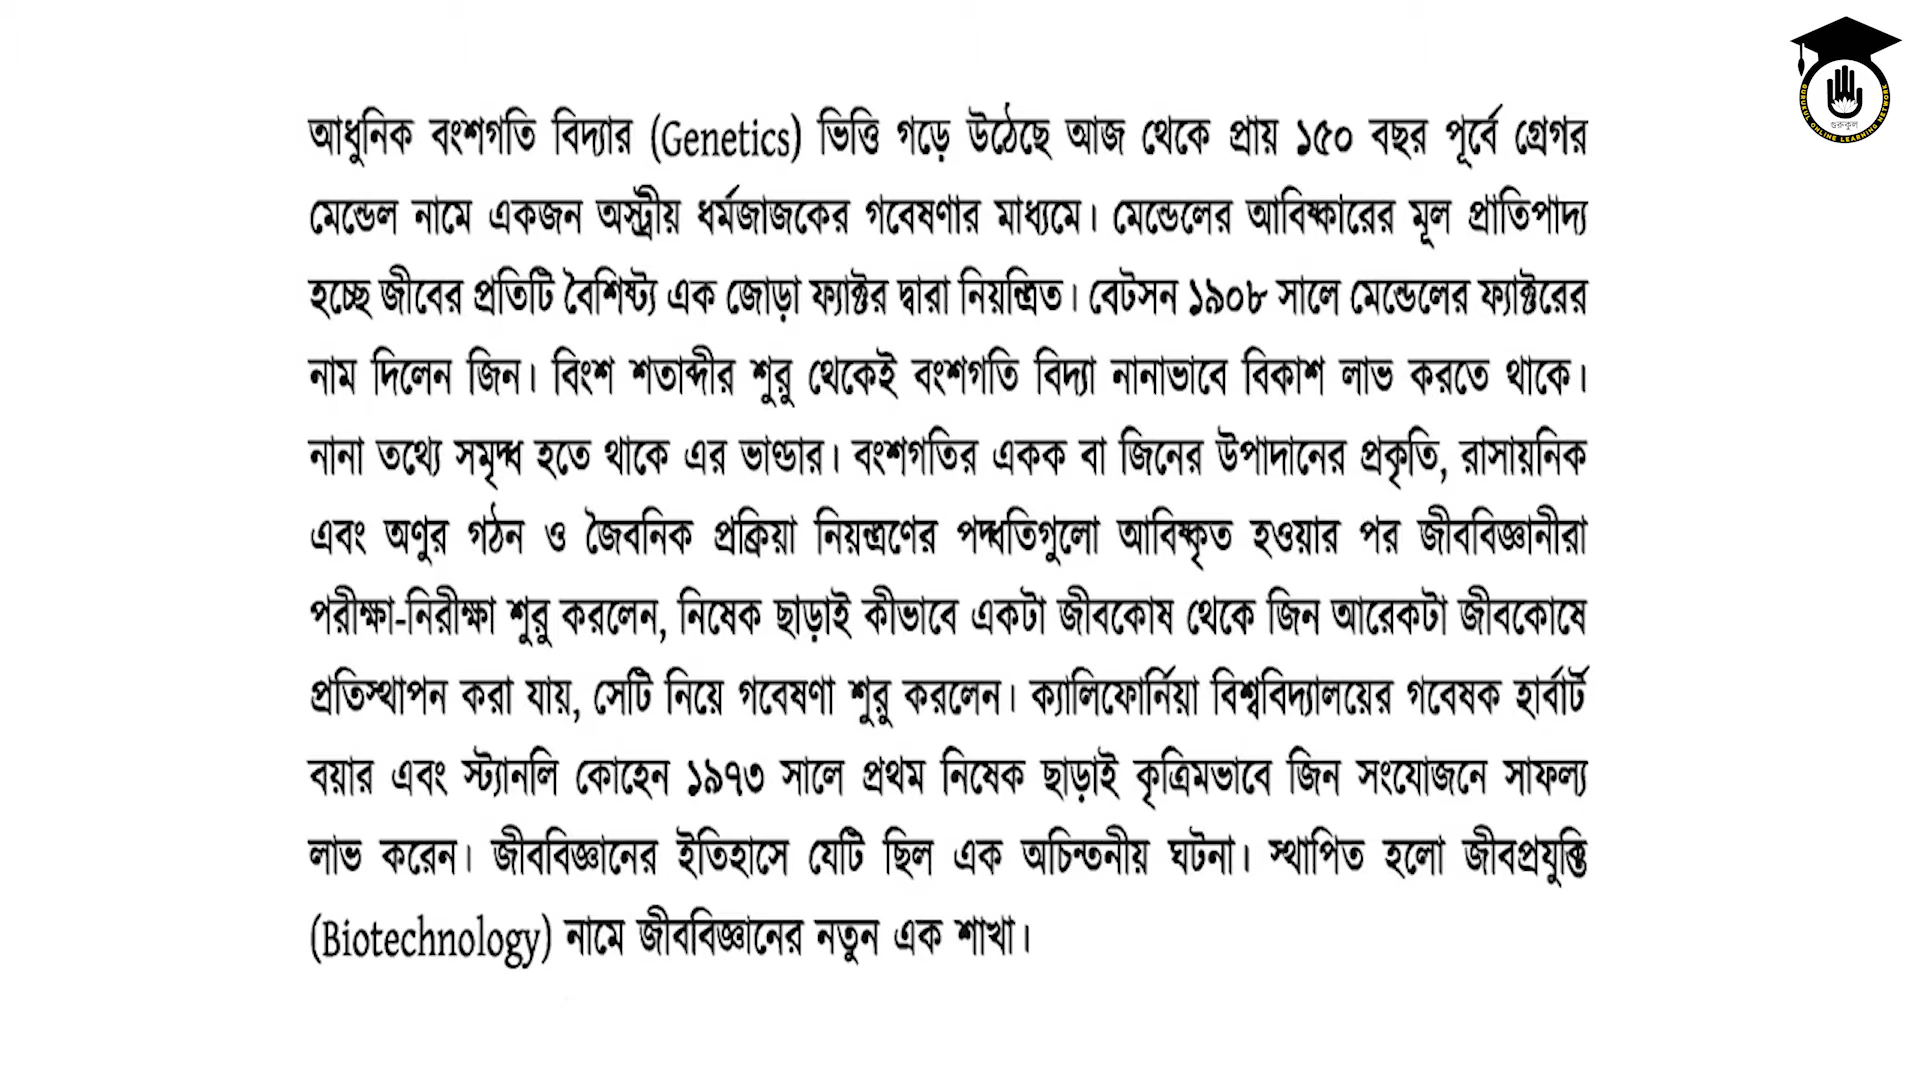 আধুনিক বংশগতি বিদ্যার (Genetics) ভিত্তি গড়ে উঠেছে আজ থেকে প্রায় ১৫০ বছর পূর্বে গ্রেগর
মেন্ডেল নামে একজন অস্ট্রীয় ধর্মজাজকের গবেষণার মাধ্যমে। মেন্ডেলের আবিষ্কারের মূল প্রাতিপাদ্য
হচ্ছে জীবের প্রতিটি বৈশিষ্ট্য এক জোড়া ফ্যাক্টর দ্বারা নিয়ন্ত্রিত। বেটসন ১৯০৮ সালে মেন্ডেলের ফ্যাক্টরের
নাম দিলেন জিন। বিংশ শতাব্দীর শুরু থেকেই বংশগতি বিদ্যা নানাভাবে বিকাশ লাভ করতে থাকে।
নানা তথ্যে সমৃদ্ধ হতে থাকে এর ভাণ্ডার। বংশগতির একক বা জিনের উপাদানের প্রকৃতি, রাসায়নিক
এবং অণুর গঠন ও জৈবনিক প্রক্রিয়া নিয়ন্ত্রণের পদ্ধতিগুলো আবিষ্কৃত হওয়ার পর জীববিজ্ঞানীরা
পরীক্ষা-নিরীক্ষা শুরু করলেন, নিষেক ছাড়াই কীভাবে একটা জীবকোষ থেকে জিন আরেকটা জীবকোষে
প্রতিস্থাপন করা যায়, সেটি নিয়ে গবেষণা শুরু করলেন। ক্যালিফোর্নিয়া বিশ্ববিদ্যালয়ের গবেষক হার্বার্ট
বয়ার এবং স্ট্যানলি কোহেন ১৯৭৩ সালে প্রথম নিষেক ছাড়াই কৃত্রিমভাবে জিন সংযোজনে সাফল্য
লাভ করেন। জীববিজ্ঞানের ইতিহাসে যেটি ছিল এক অচিন্তনীয় ঘটনা। স্থাপিত হলো জীবপ্রযুক্তি
(Biotechnology) নামে জীববিজ্ঞানের নতুন এক শাখা।
গুরুকুল
GURUKUL ONLINE LEARNING NETWORK